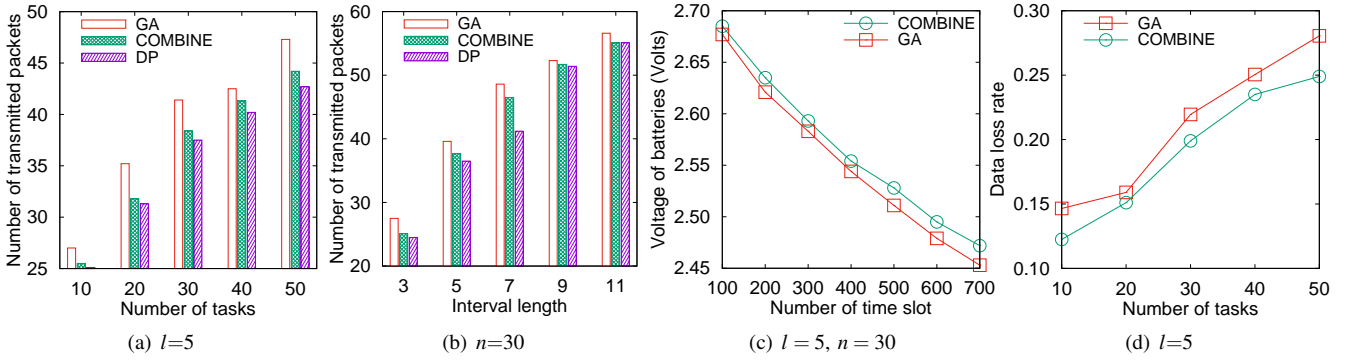 50
45
40
35
30
25
10 20 30 40 50
Number of transmitted packets
Number of tasks
GA
COMBINE
DP
(a) l=5
60
50
40
30
20
3 5 7 9 11
Number of transmitted packets
Interval length
GA
COMBINE
DP
(b) n=30
2.70
2.65
2.60
2.55
2.50
2.45
100 200 300 400 500 600 700
Voltage of batteries (Volts)
Number of time slot
COMBINE
GA
(c) l = 5, n = 30
0.30
0.25
0.20
0.15
0.10
10 20 30 40 50
Data loss rate
Number of tasks
GA
COMBINE
(d) l=5